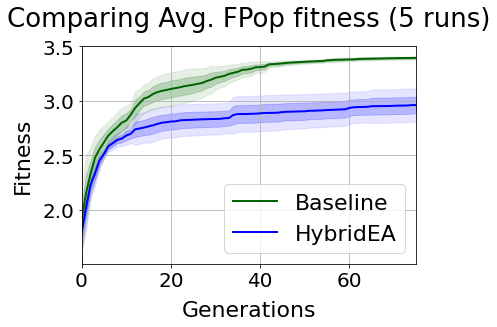 Comparing Avg. FPop fitness (5 runs)
Fitness
3.5
3.0
2.5
2.0
Baseline
HybridEA
0
20
40
60
Generations